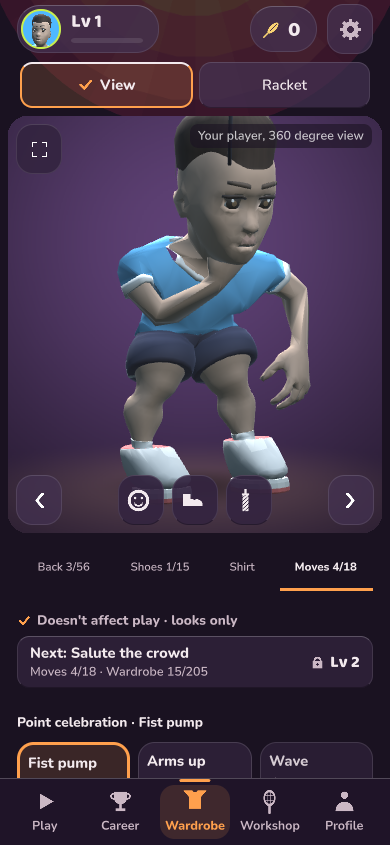 Lv 1
0
View
Racket
Your player, 360 degree view
Back 3/56
Shoes 1/15
Shirt
Moves 4/18
Doesn't affect play · looks only
Next: Salute the crowd
Moves 4/18 · Wardrobe 15/205
Lv 2
Point celebration · Fist pump
Fist pump
Arms up
Wave
Play
Career
Wardrobe
Workshop
Profile